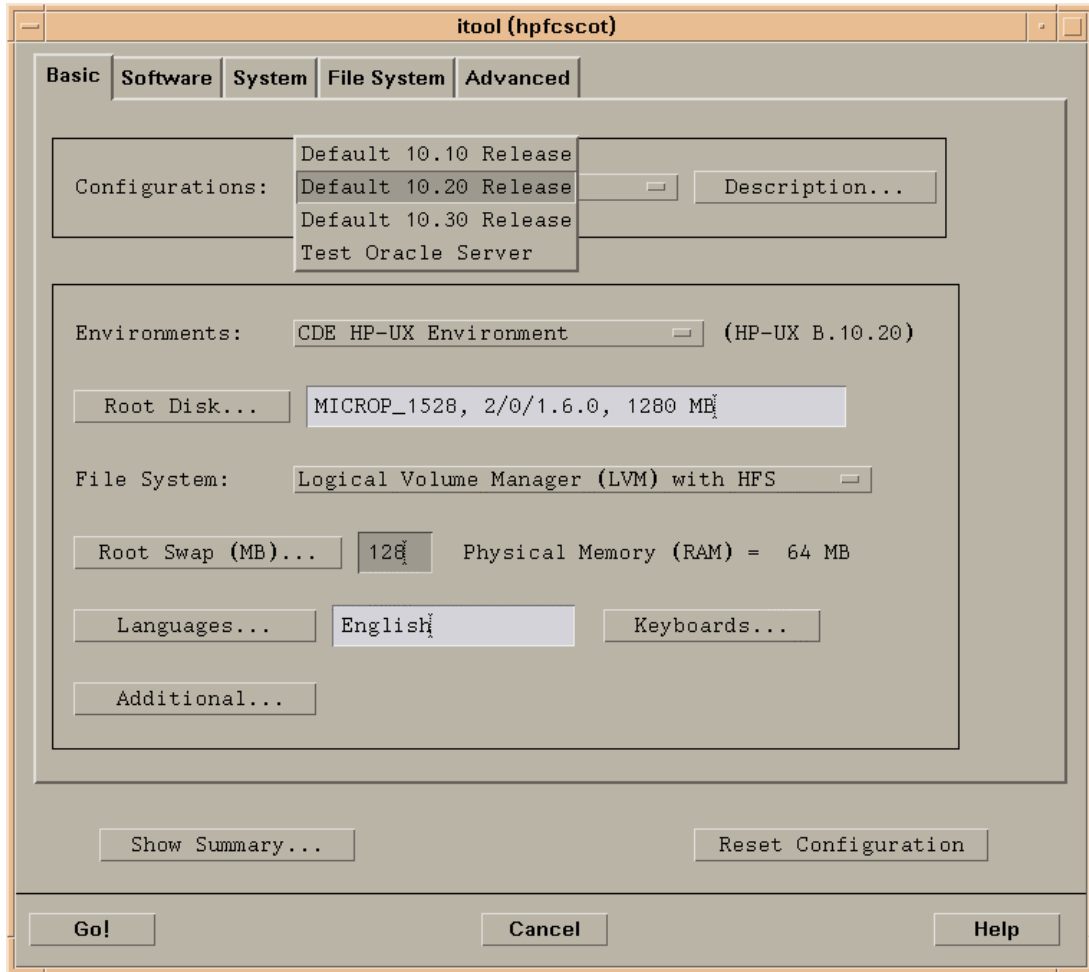 itool (hpfcscot)
Basic Software System File System Advanced
Default 10.10 Release
Configurations: Default 10.20 Release Description...
Default 10.30 Release
Test Oracle Server
Environments: CDE HP-UX Environment (HP-UX B.10.20)
Root Disk... MICROP_1528, 2/0/1.6.0, 1280 MB
File System: Logical Volume Manager (LVM) with HFS
Root Swap (MB)... 128 Physical Memory (RAM) = 64 MB
Languages... English Keyboards...
Additional...
Show Summary... Reset Configuration
Go! Cancel Help